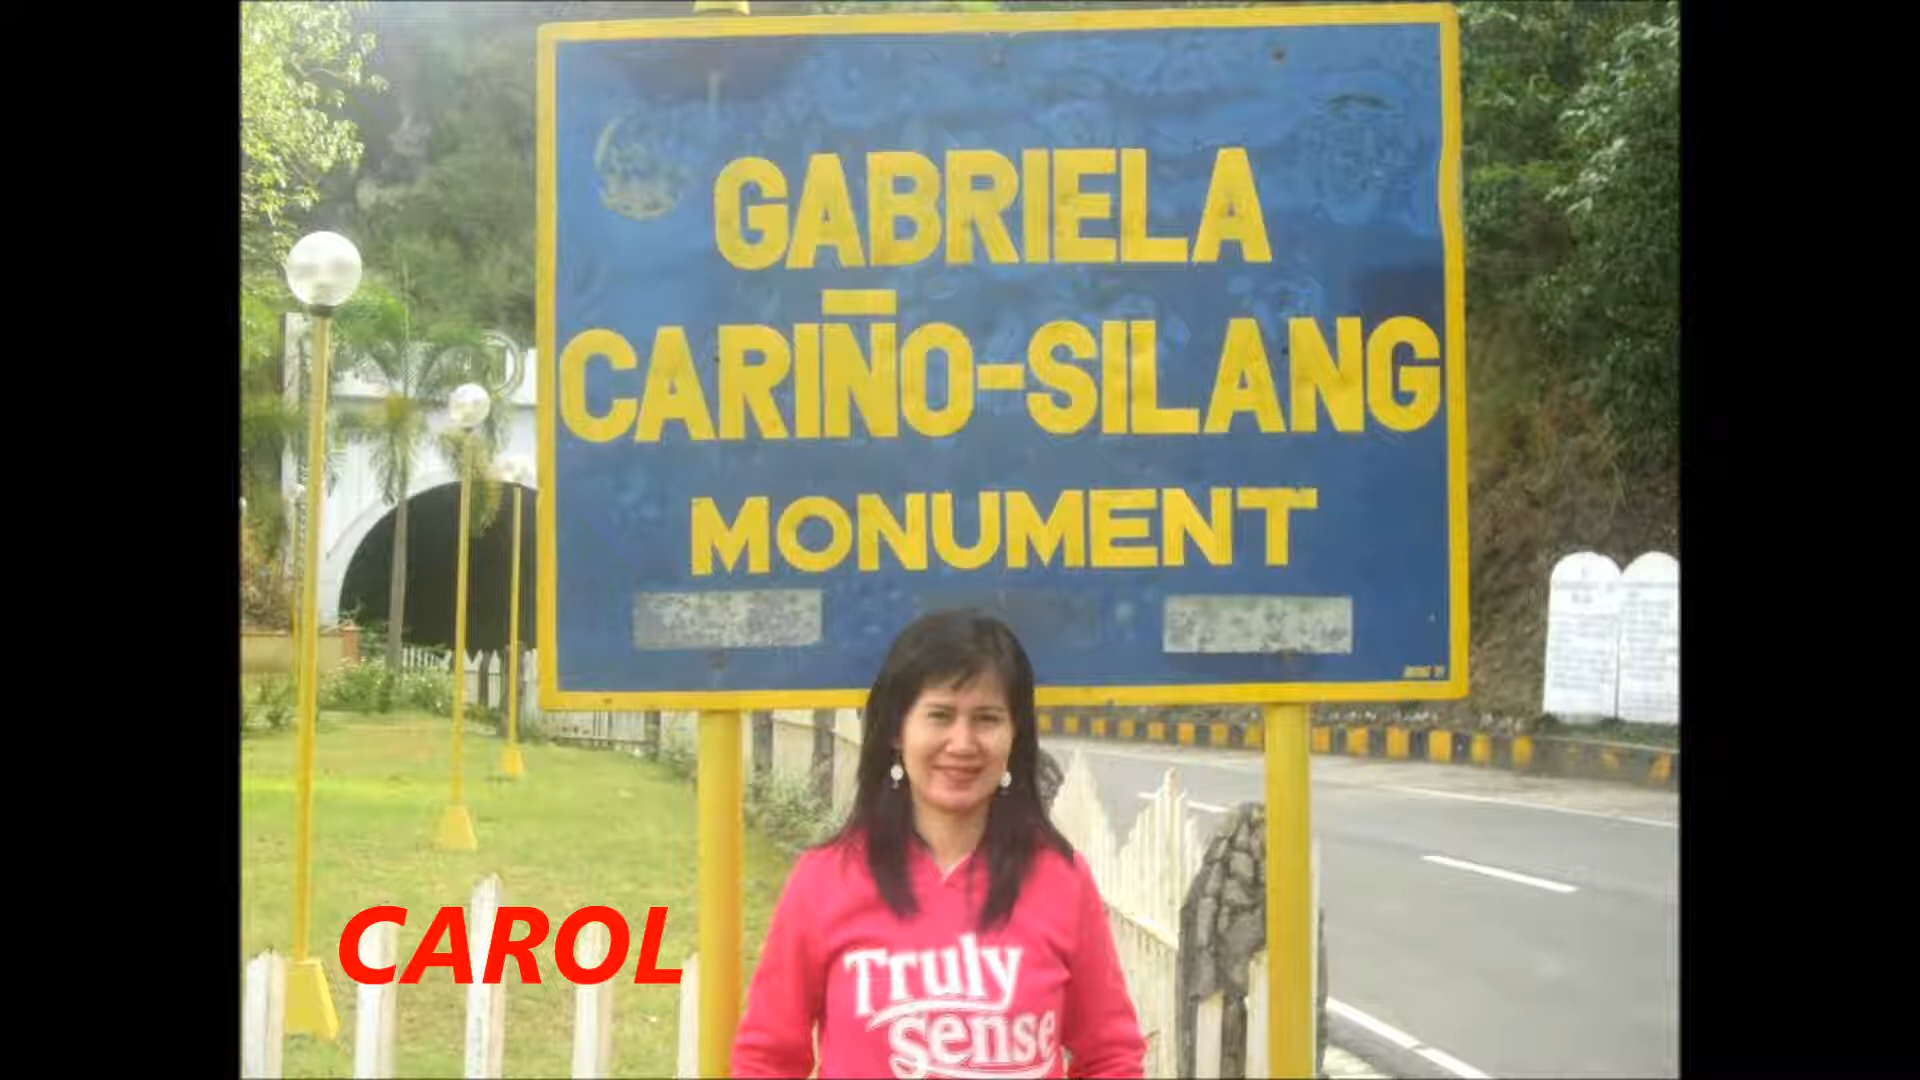 GABRIELA
CARIÑO-SILANG
MONUMENT
CAROL
Truly
sense